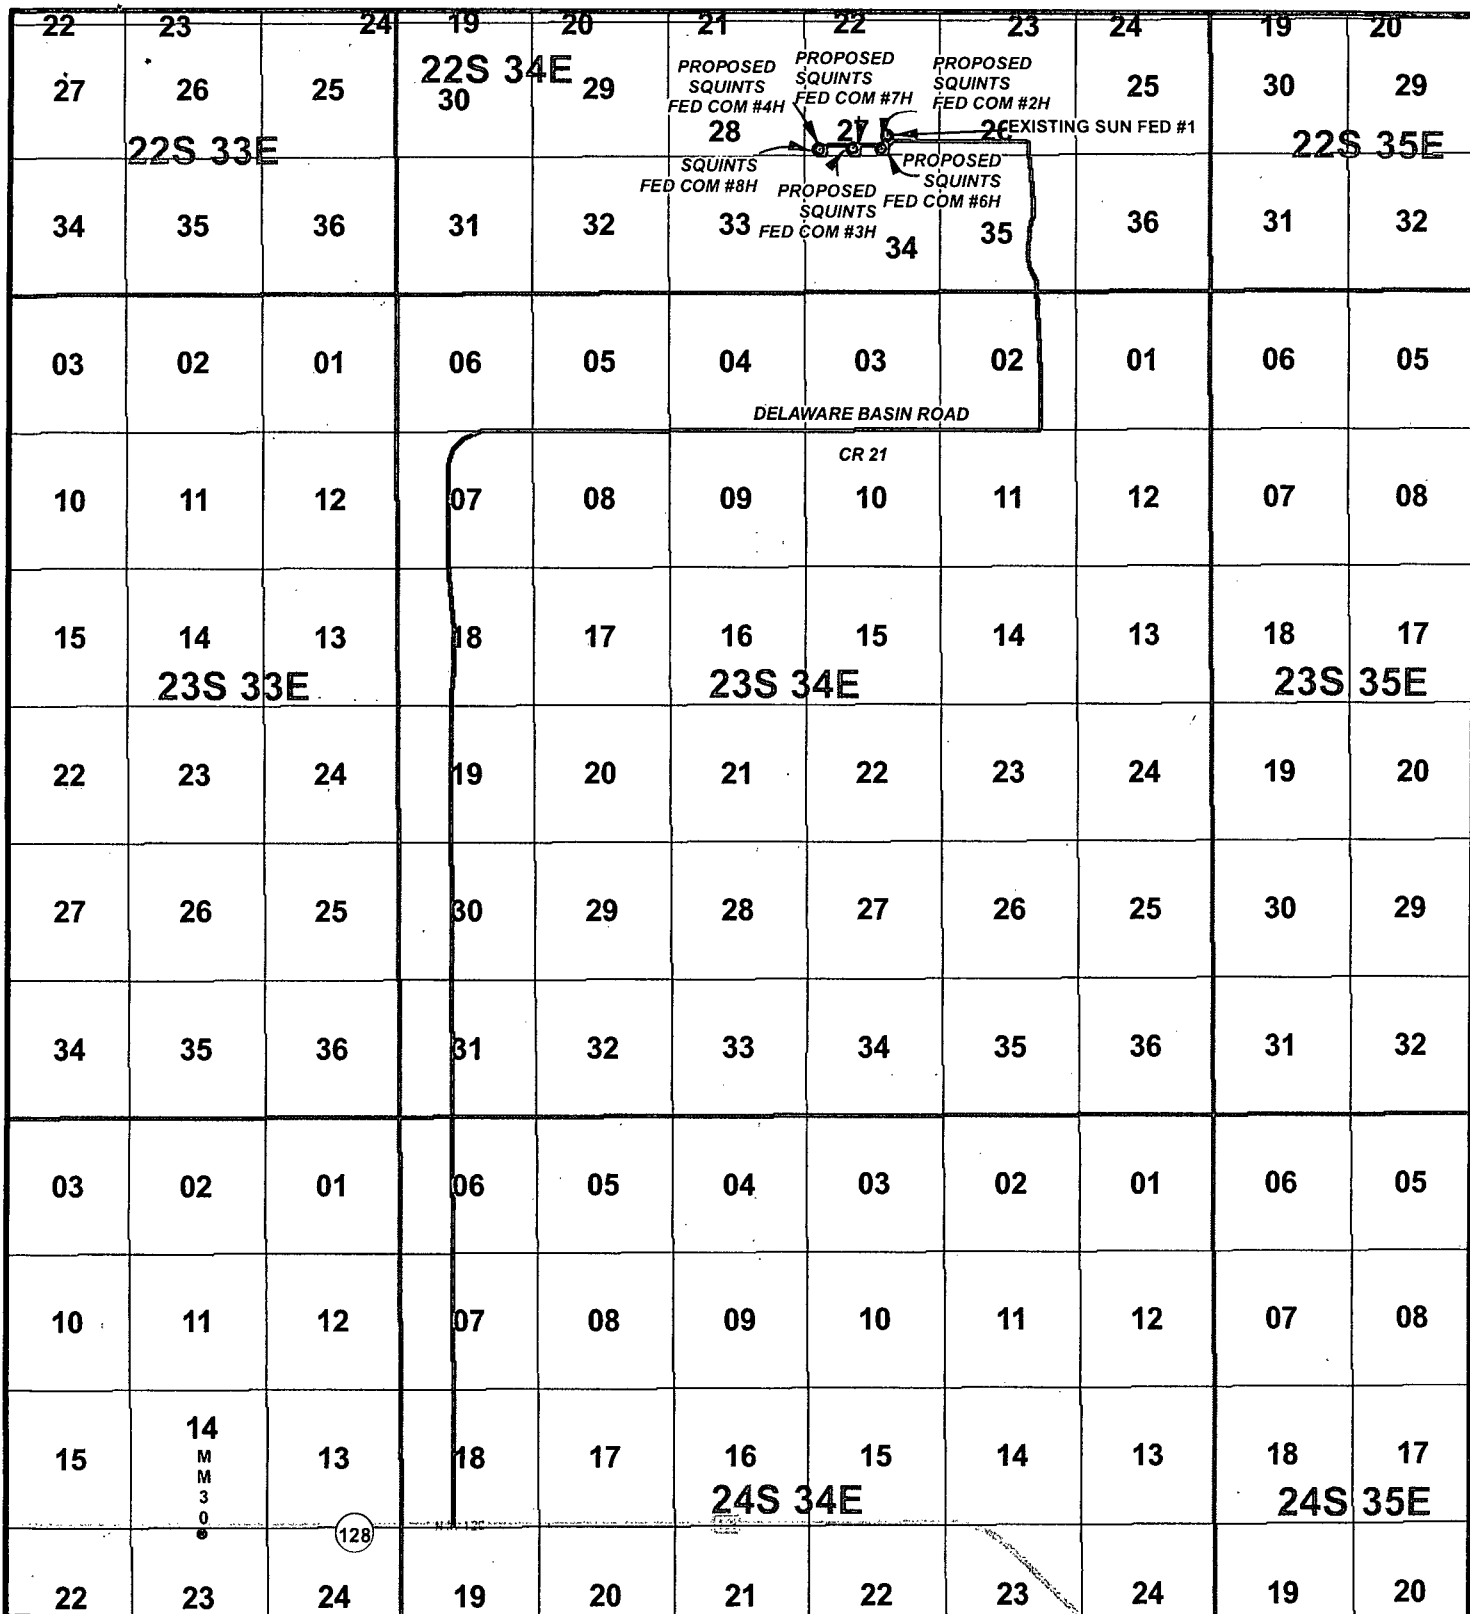 22 23 24 19 20 21 22 23 24 19 20
22S 34E
PROPOSED
SQUINTS
FED COM #4H
PROPOSED
SQUINTS
FED COM #7H
PROPOSED
SQUINTS
FED COM #2H
27 26 25 30 29 28 27 26 25 30 29
EXISTING SUN FED #1
22S 33E
22S 35E
SQUINTS
FED COM #8H
PROPOSED
SQUINTS
FED COM #3H
PROPOSED
SQUINTS
FED COM #6H
34 35 36 31 32 33 34 35 36 31 32
03 02 01 06 05 04 03 02 01 06 05
DELAWARE BASIN ROAD
CR 21
10 11 12 07 08 09 10 11 12 07 08
15 14 13 18 17 16 15 14 13 18 17
23S 33E 23S 34E 23S 35E
22 23 24 19 20 21 22 23 24 19 20
27 26 25 30 29 28 27 26 25 30 29
34 35 36 31 32 33 34 35 36 31 32
03 02 01 06 05 04 03 02 01 06 05
10 11 12 07 08 09 10 11 12 07 08
15 14 13 18 17 16 15 14 13 18 17
M
M
3
0
24S 34E 24S 35E
128
22 23 24 19 20 21 22 23 24 19 20